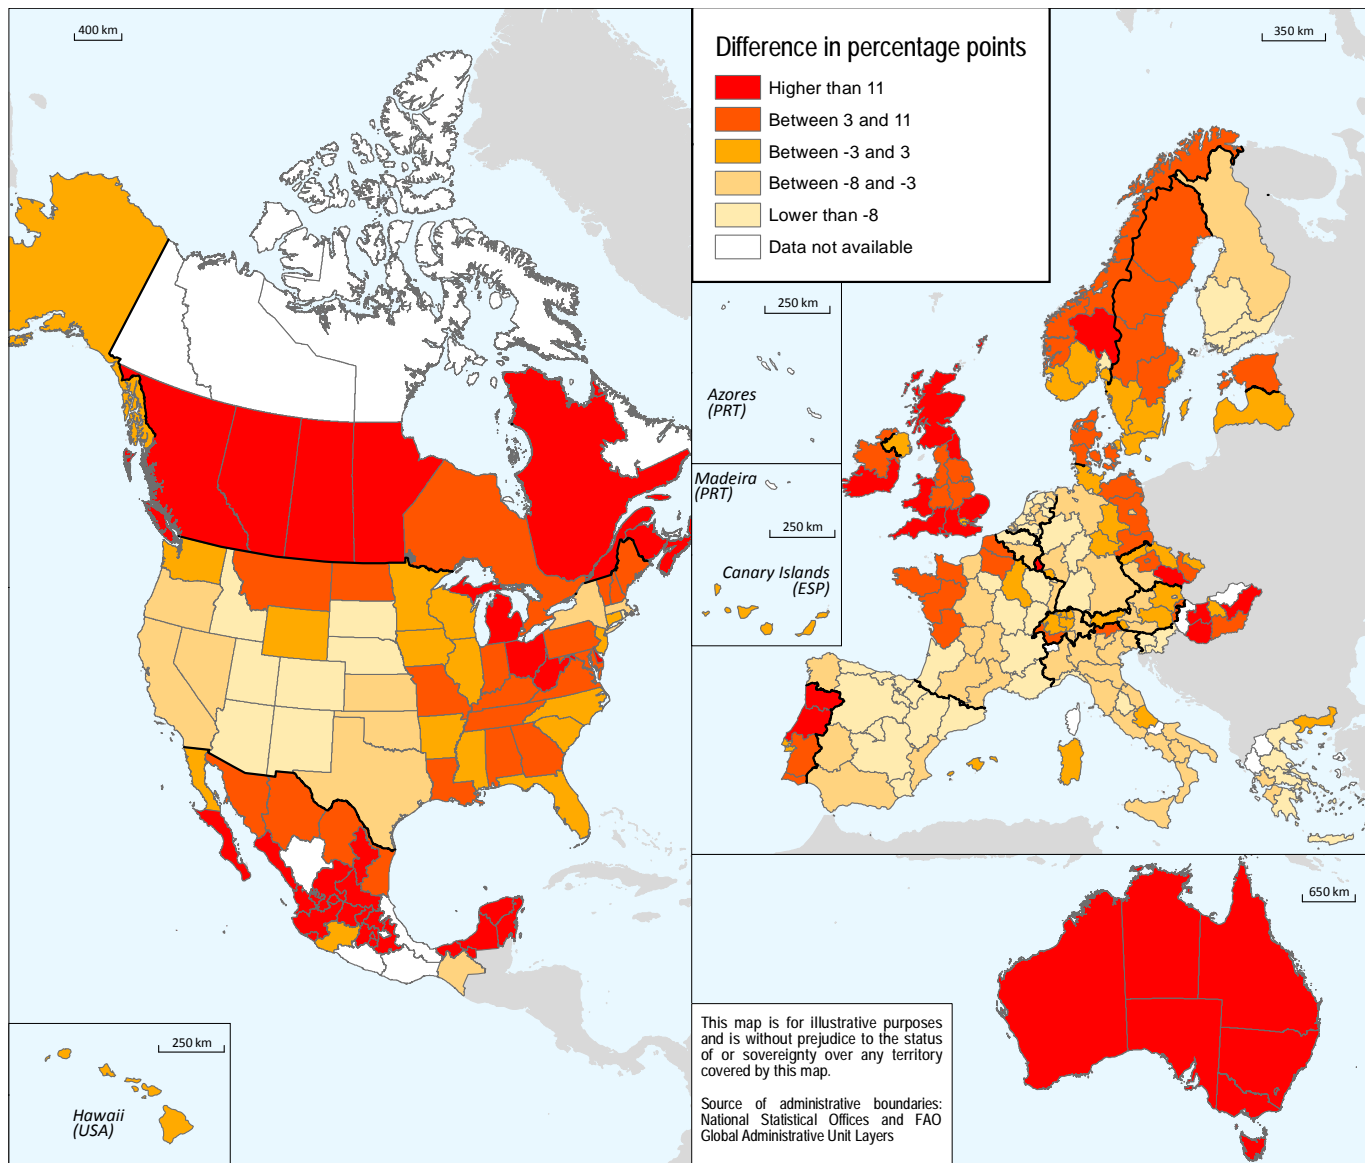 400 km
Difference in percentage points
Higher than 11
Between 3 and 11
Between -3 and 3
Between -8 and -3
Lower than -8
Data not available
350 km
250 km
Azores
(PRT)
Madeira
(PRT)
250 km
Canary Islands
(ESP)
650 km
This map is for illustrative purposes
and is without prejudice to the status
of or sovereignty over any territory
covered by this map.
Source of administrative boundaries:
National Statistical Offices and FAO
Global Administrative Unit Layers
250 km
Hawaii
(USA)